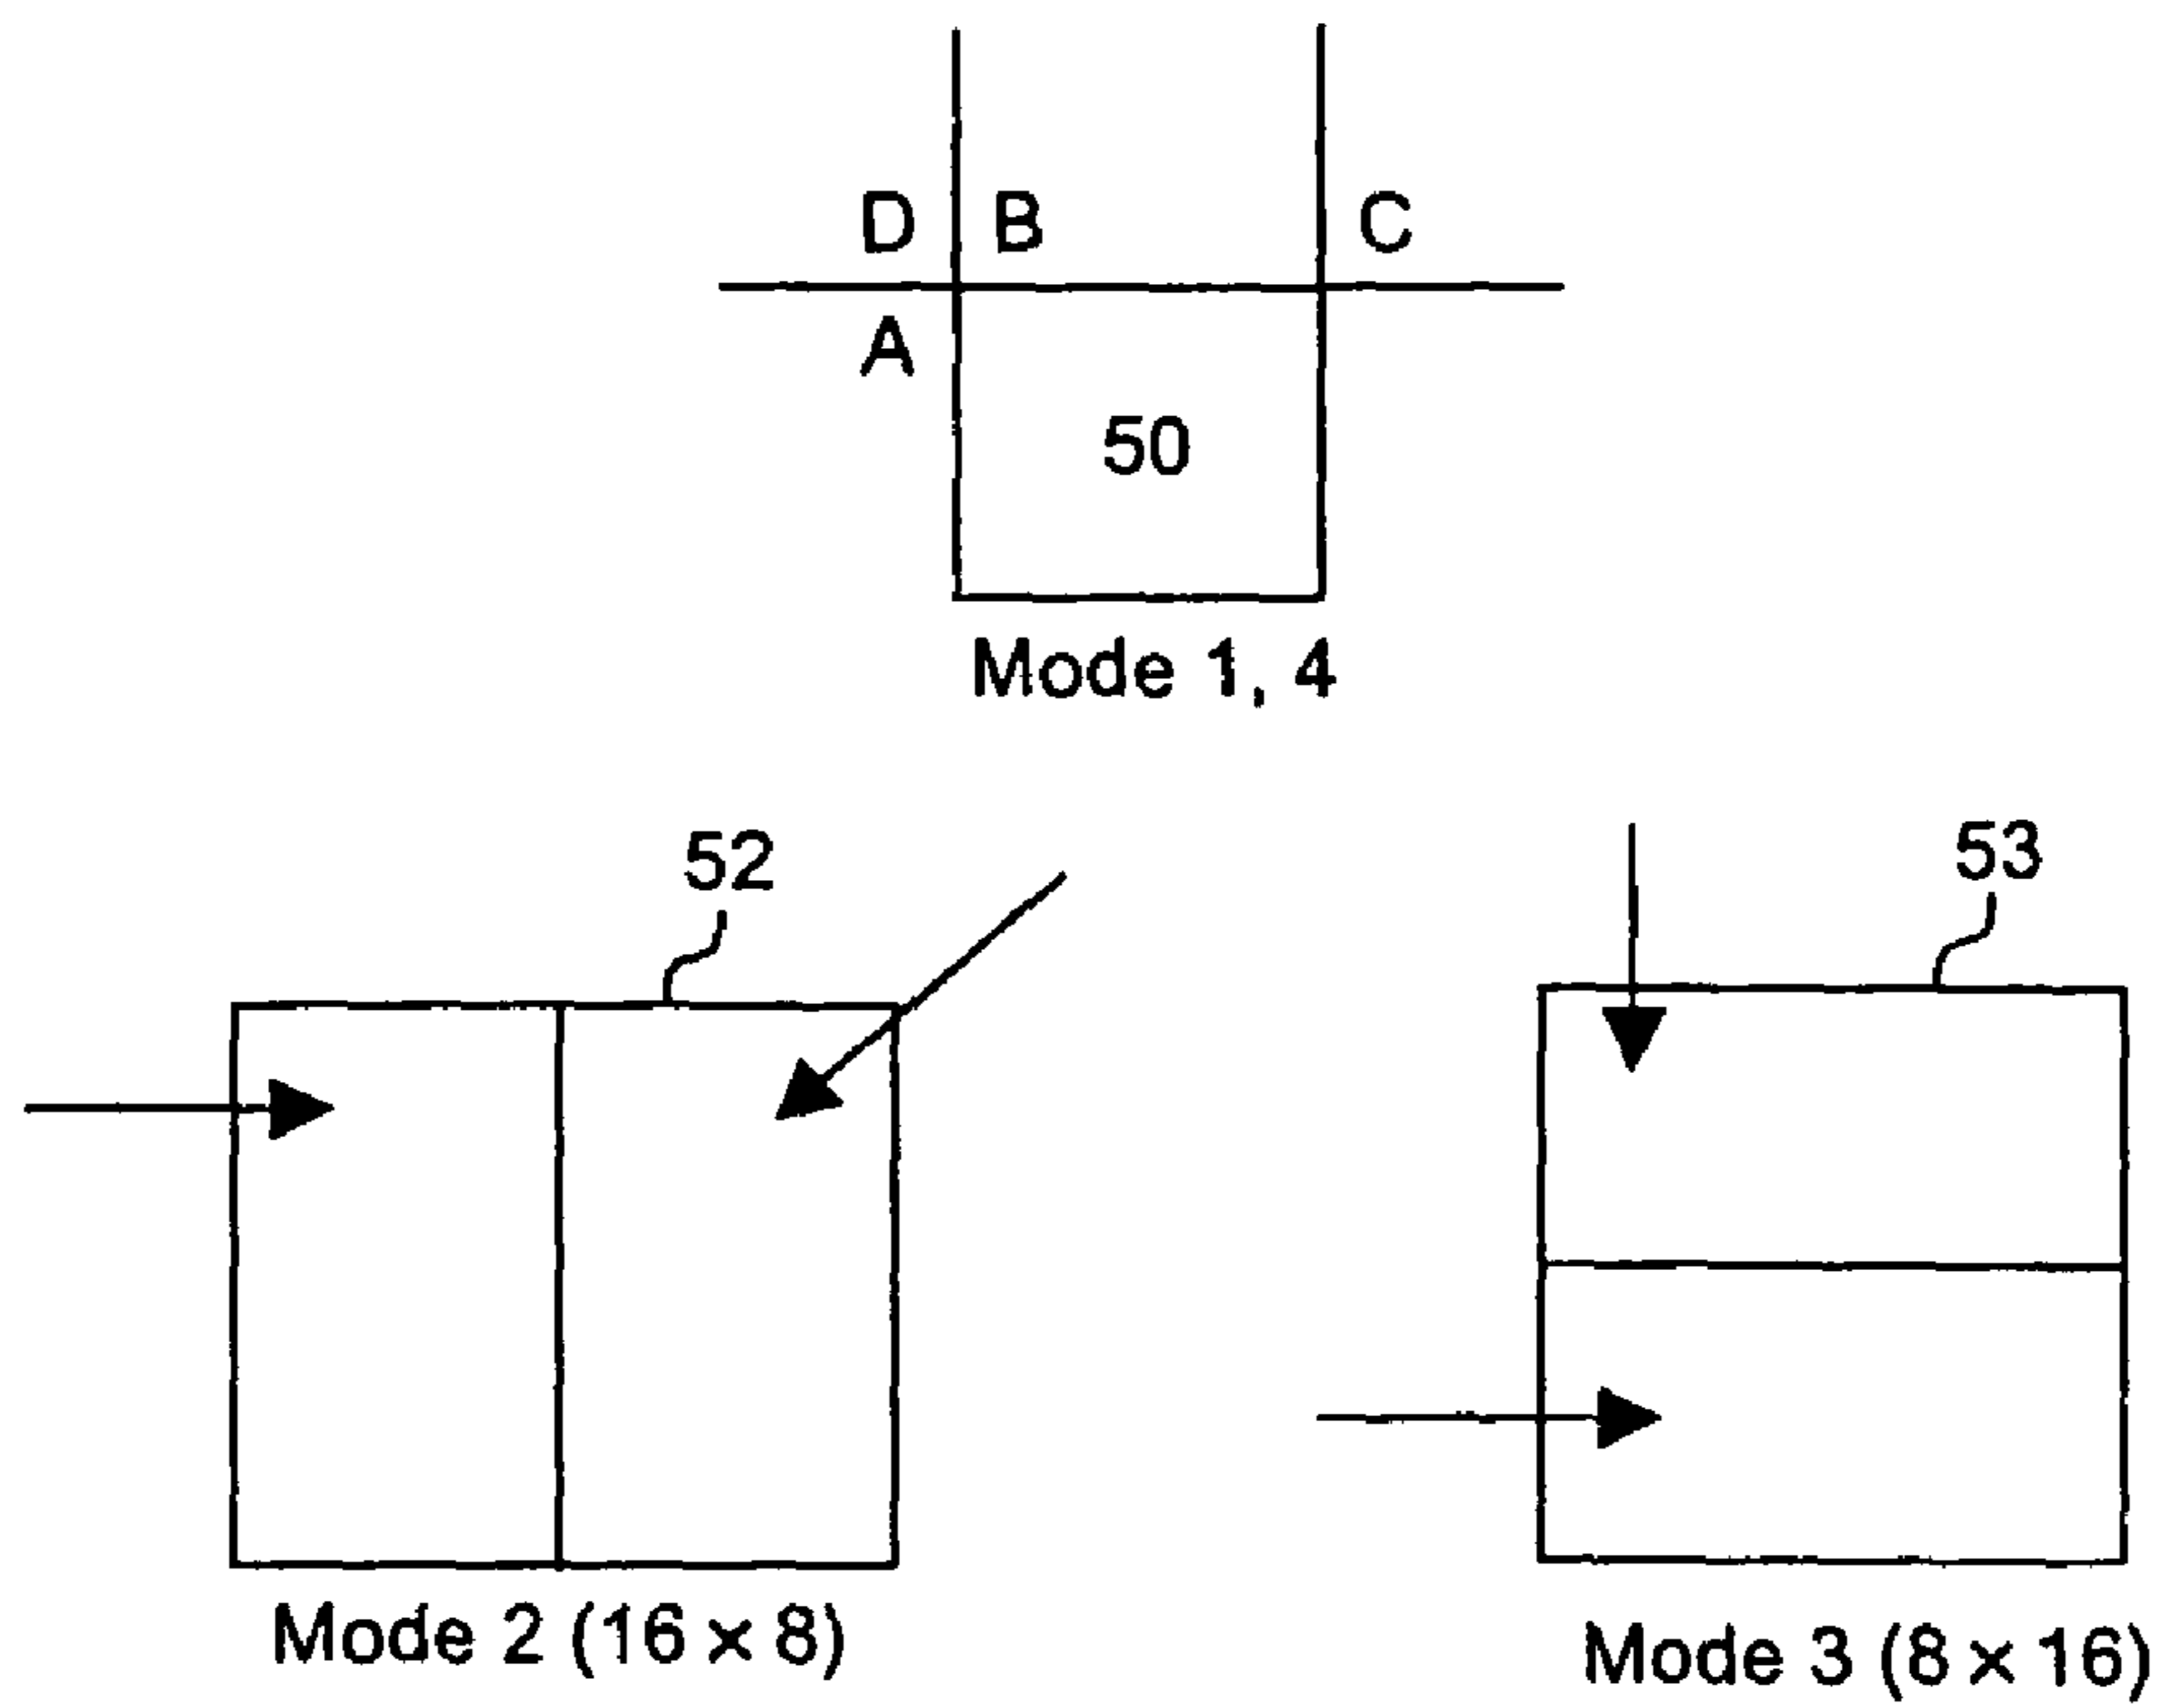 D B C
A
50
Mode 1, 4
52
53
Mode 2 (16 × 8)
Mode 3 (8 × 16)